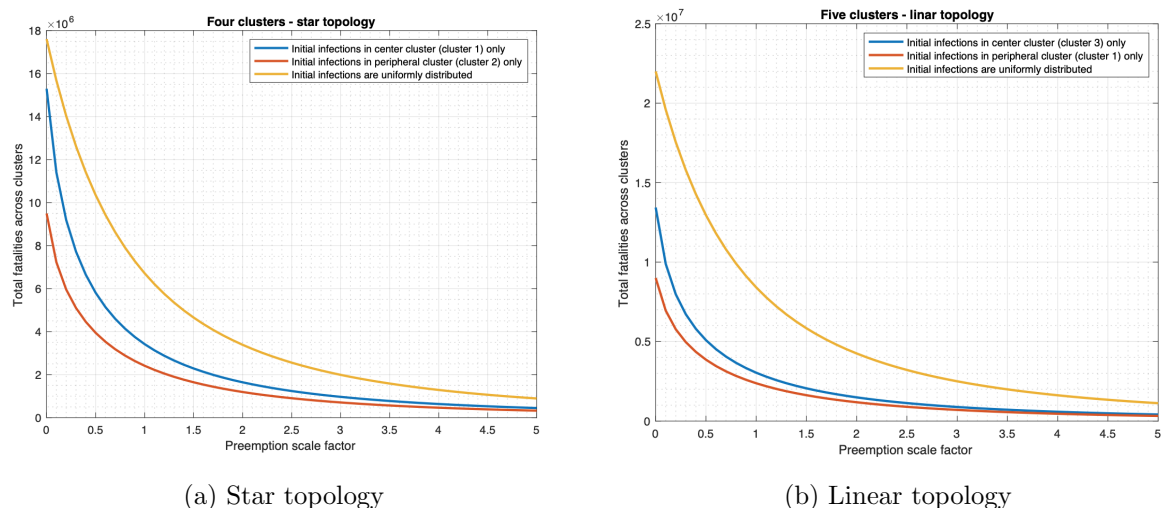 Four clusters - star topology
×10⁶
18
16
14
12
10
8
6
4
2
0
Total fatalities across clusters
Initial infections in center cluster (cluster 1) only
Initial infections in peripheral cluster (cluster 2) only
Initial infections are uniformly distributed
0 0.5 1 1.5 2 2.5 3 3.5 4 4.5 5
Preemption scale factor
(a) Star topology
Five clusters - linar topology
×10⁷
2.5
2
1.5
1
0.5
0
Total fatalities across clusters
Initial infections in center cluster (cluster 3) only
Initial infections in peripheral cluster (cluster 1) only
Initial infections are uniformly distributed
0 0.5 1 1.5 2 2.5 3 3.5 4 4.5 5
Preemption scale factor
(b) Linear topology